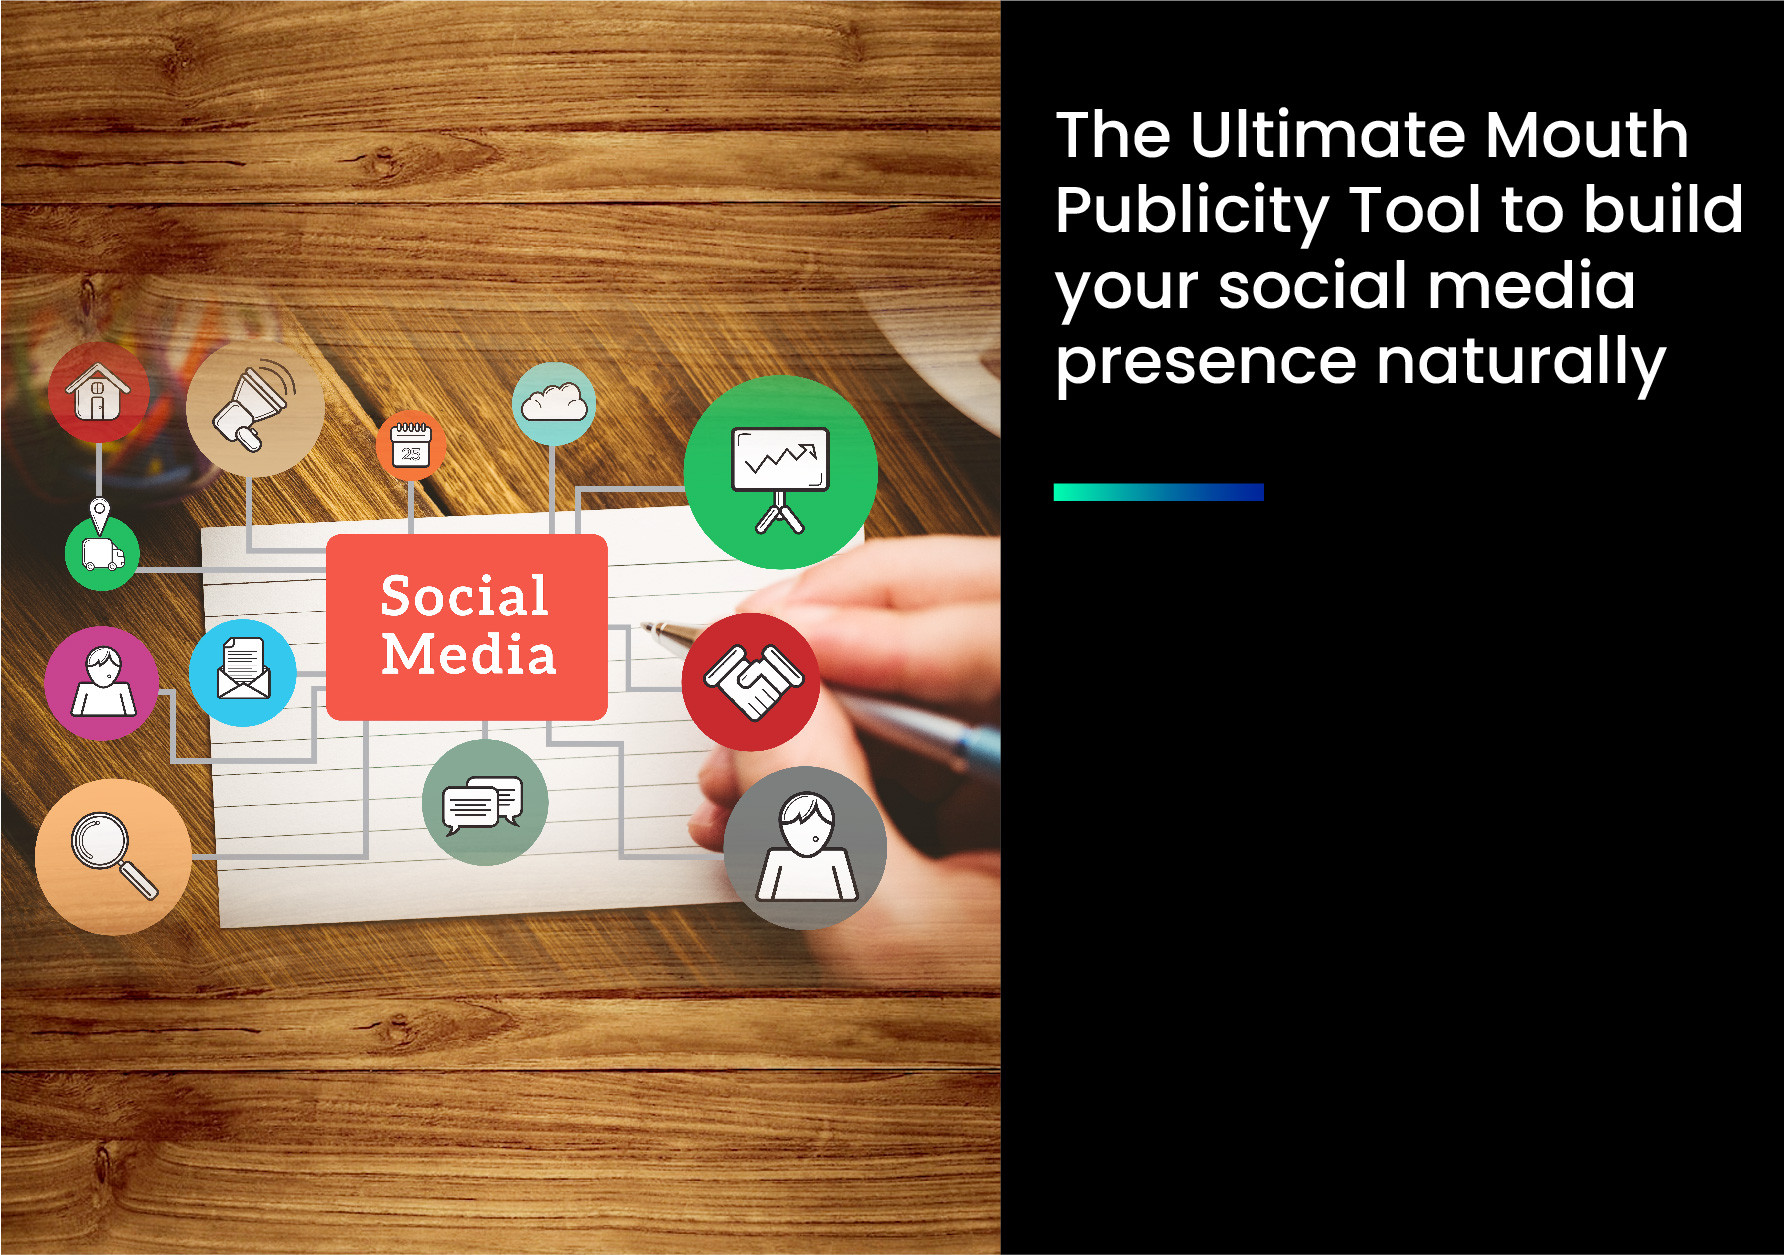 The Ultimate Mouth
Publicity Tool to build
your social media
presence naturally
25
Social
Media